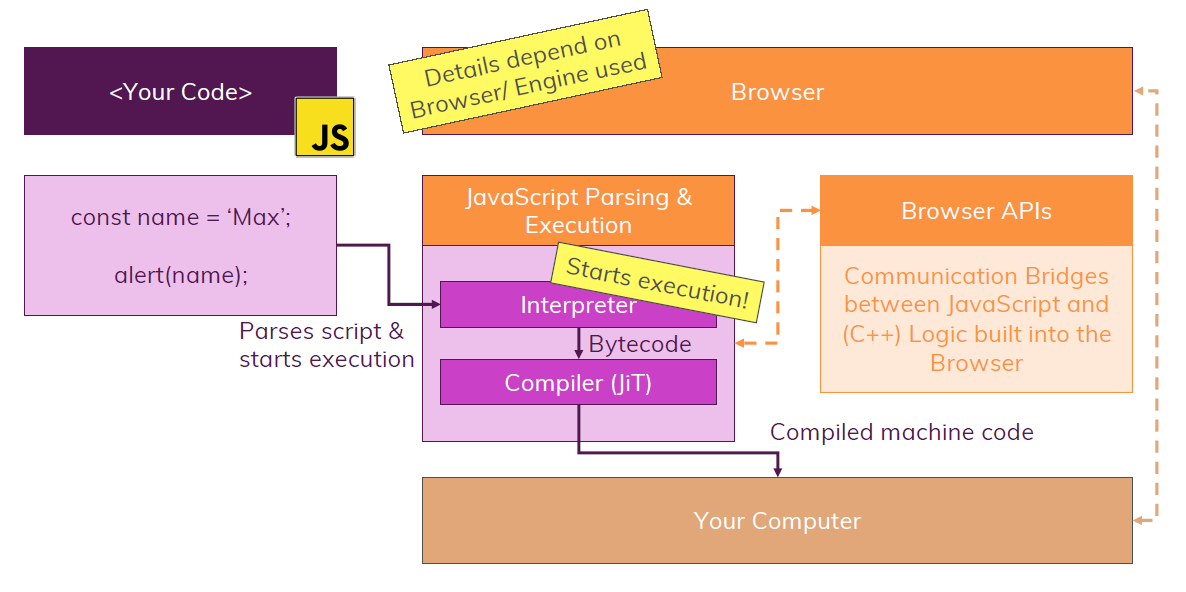 <Your Code>
JS
Details depend on
Browser/ Engine used
Browser
const name = ‘Max’;
alert(name);
Parses script &
starts execution
JavaScript Parsing &
Execution
Starts execution!
Interpreter
Bytecode
Compiler (JiT)
Browser APIs
Communication Bridges
between JavaScript and
(C++) Logic built into the
Browser
Compiled machine code
Your Computer